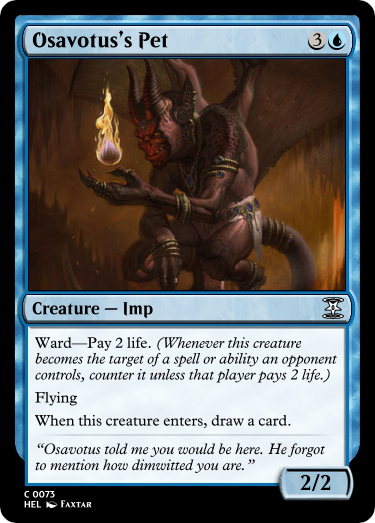 Osavotus's Pet 3
Creature — Imp
Ward—Pay 2 life. (Whenever this creature
becomes the target of a spell or ability an opponent
controls, counter it unless that player pays 2 life.)
Flying
When this creature enters, draw a card.
"Osavotus told me you would be here. He forgot
to mention how dimwitted you are."
2/2
C 0073
HEL FAXTAR